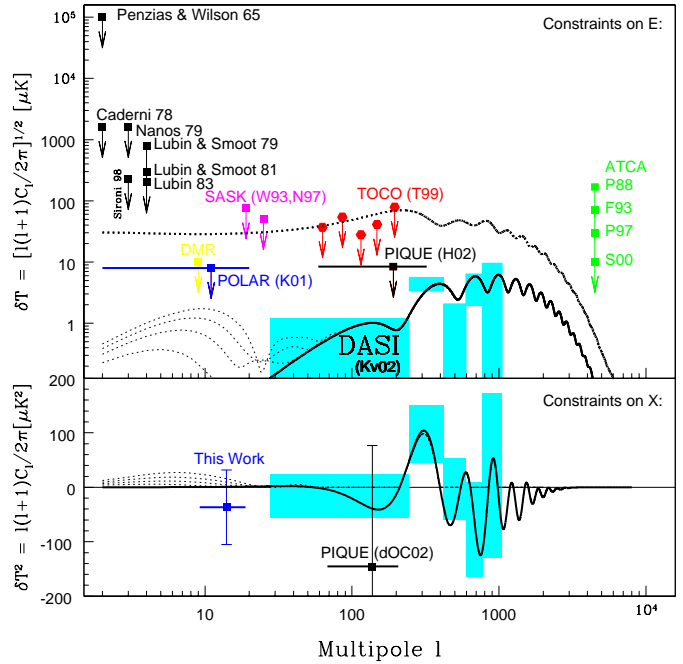 10⁵
Penzias & Wilson 65
Constraints on E:
10⁴
δT = [l(l+1)Cₗ/2π]^1/2 [μK]
Caderni 78
1000
Nanos 79
Lubin & Smoot 79
Lubin & Smoot 81
Lubin 83
Sironi 98
ATCA
P88
100
SASK (W93,N97)
TOCO (T99)
F93
P97
DMR
PIQUE (H02)
S00
10
POLAR (K01)
1
DASI
(Kv02)
200
Constraints on X:
δT² = l(l+1)Cₗ/2π[μK²]
100
This Work
0
-100
PIQUE (dOC02)
-200
10
100
1000
10⁴
Multipole l